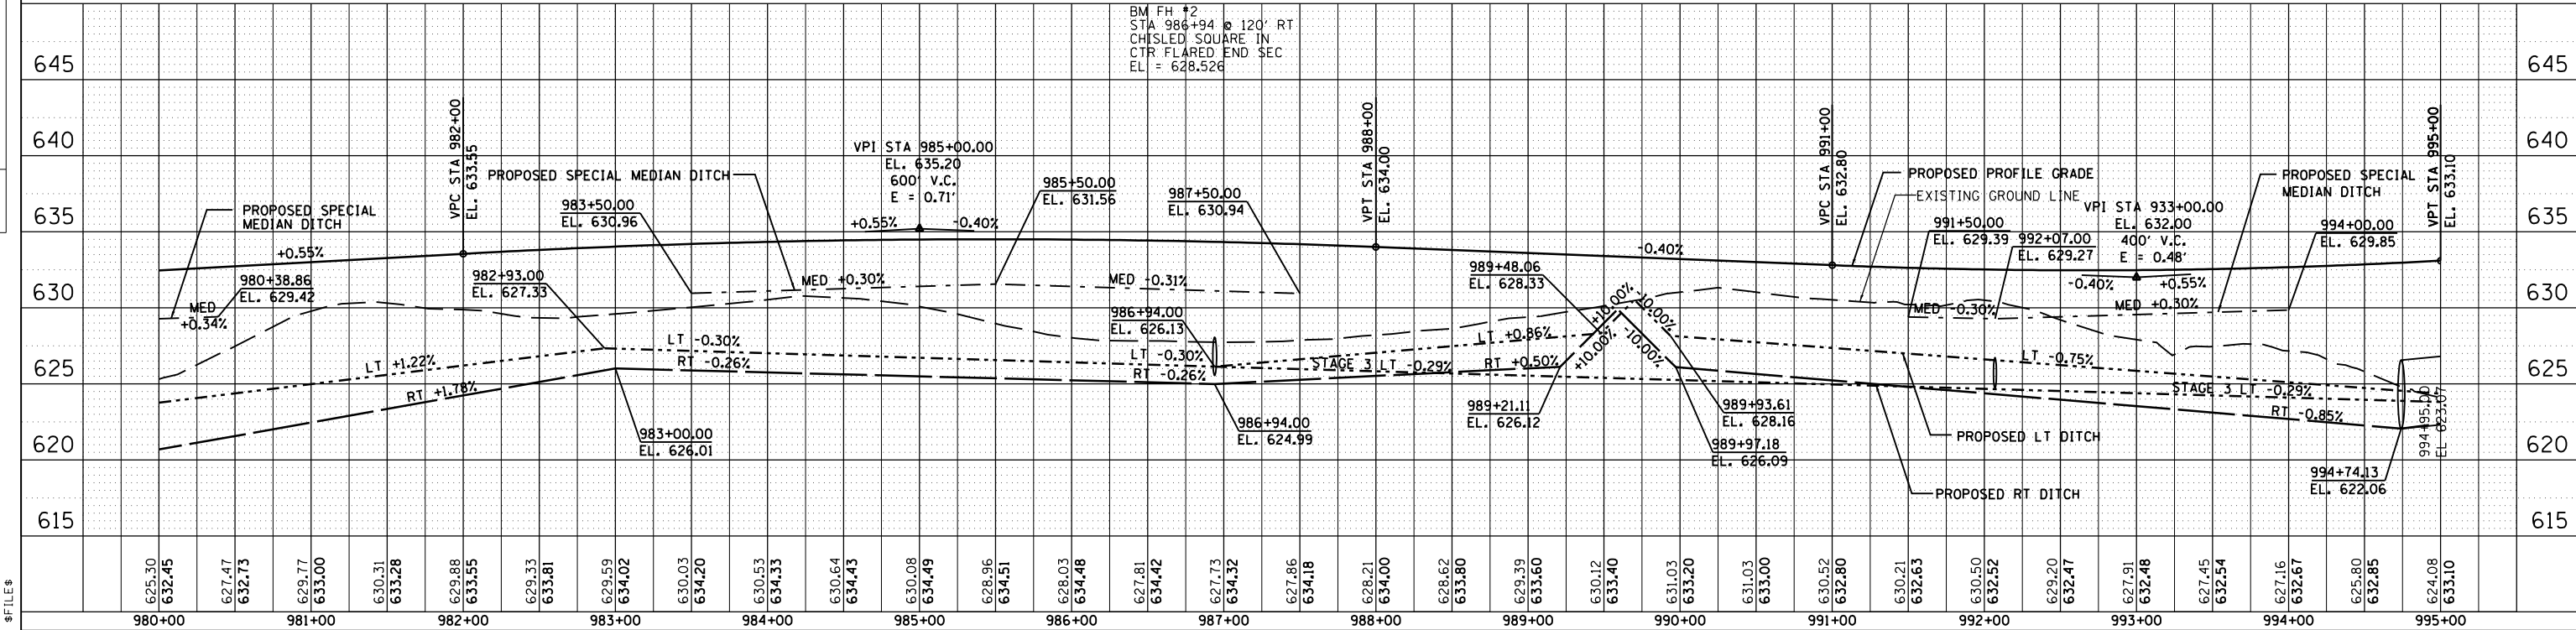 BM FH #2
STA 986+94 @ 120' RT
CHISLED SQUARE IN
CTR FLARED END SEC
EL = 628.526
645
645
640
640
635
635
630
630
625
625
620
620
615
615
PROPOSED SPECIAL
MEDIAN DITCH
+0.55%
980+38.86
EL. 629.42
MED
+0.34%
LT +1.22%
RT +1.78%
VPC STA 982+00
EL. 633.55
982+93.00
EL. 627.33
983+00.00
EL. 626.01
983+50.00
EL. 630.96
PROPOSED SPECIAL MEDIAN DITCH
MED +0.30%
LT -0.30%
RT -0.26%
VPI STA 985+00.00
EL. 635.20
600' V.C.
E = 0.71'
+0.55%
-0.40%
985+50.00
EL. 631.56
987+50.00
EL. 630.94
MED -0.31%
986+94.00
EL. 626.13
LT -0.30%
RT -0.26%
986+94.00
EL. 624.99
VPT STA 988+00
EL. 634.00
STAGE 3 LT -0.29%
LT +0.86%
RT +0.50%
989+48.06
EL. 628.33
989+21.11
EL. 626.12
+10.00%
-10.00%
+10.00%
-10.00%
989+93.61
EL. 628.16
989+97.18
EL. 626.09
-0.40%
VPC STA 991+00
EL. 632.80
PROPOSED PROFILE GRADE
EXISTING GROUND LINE
991+50.00
EL. 629.39
992+07.00
EL. 629.27
MED -0.30%
PROPOSED LT DITCH
PROPOSED RT DITCH
VPI STA 933+00.00
EL. 632.00
400' V.C.
E = 0.48'
-0.40%
+0.55%
MED +0.30%
LT -0.75%
STAGE 3 LT -0.29%
RT -0.85%
PROPOSED SPECIAL
MEDIAN DITCH
994+00.00
EL. 629.85
994+74.13
EL. 622.06
VPT STA 995+00
EL. 633.10
EL 623.07
625.30 632.45
627.47 632.73
629.77 633.00
630.31 633.28
629.88 633.55
629.33 633.81
629.59 634.02
630.03 634.20
630.53 634.33
630.64 634.43
630.08 634.49
628.96 634.51
628.03 634.48
627.81 634.42
627.73 634.32
627.86 634.18
628.21 634.00
628.62 633.80
629.39 633.60
630.12 633.40
631.03 633.20
631.03 633.00
630.52 632.80
630.21 632.63
630.50 632.52
629.20 632.47
627.91 632.48
627.45 632.54
627.16 632.67
625.80 632.85
624.08 633.10
980+00
981+00
982+00
983+00
984+00
985+00
986+00
987+00
988+00
989+00
990+00
991+00
992+00
993+00
994+00
995+00
$FILE$